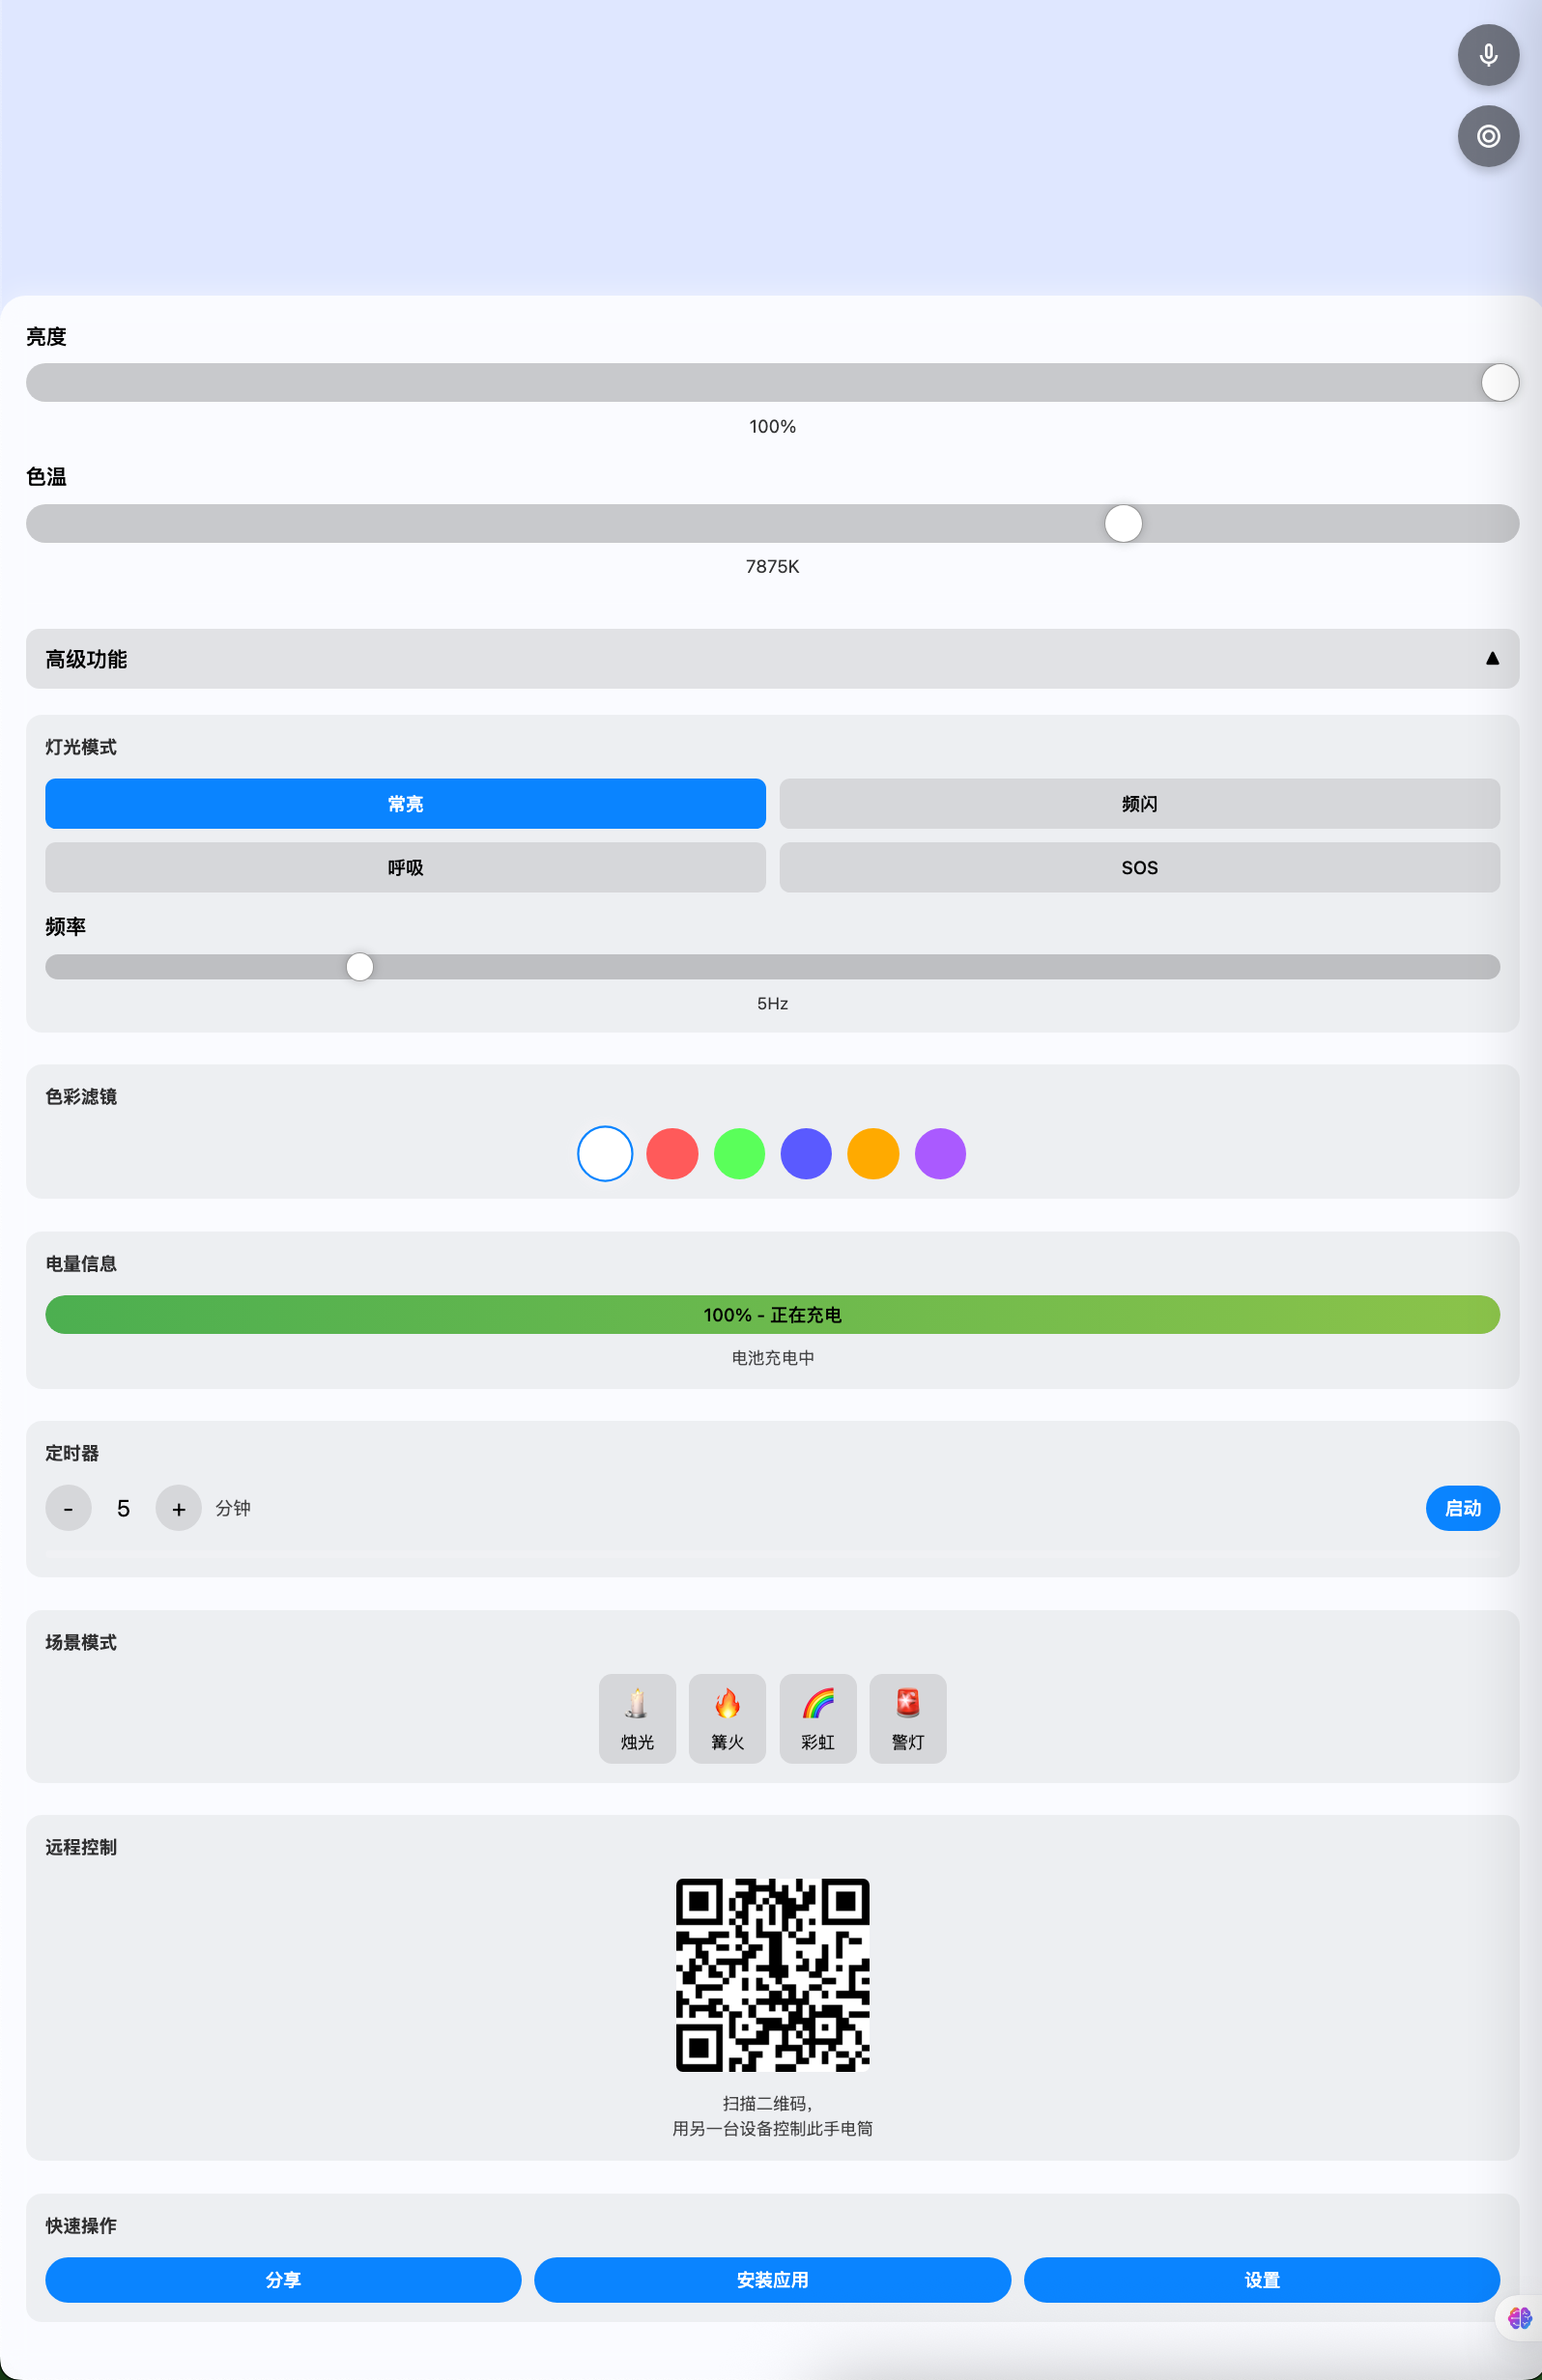 亮度
100%
色温
7875K
高级功能 ▲
灯光模式
常亮
频闪
呼吸
SOS
频率
5Hz
色彩滤镜
电量信息
100% - 正在充电
电池充电中
定时器
- 5 + 分钟 启动
场景模式
烛光
篝火
彩虹
警灯
远程控制
扫描二维码，
用另一台设备控制此手电筒
快速操作
分享
安装应用
设置